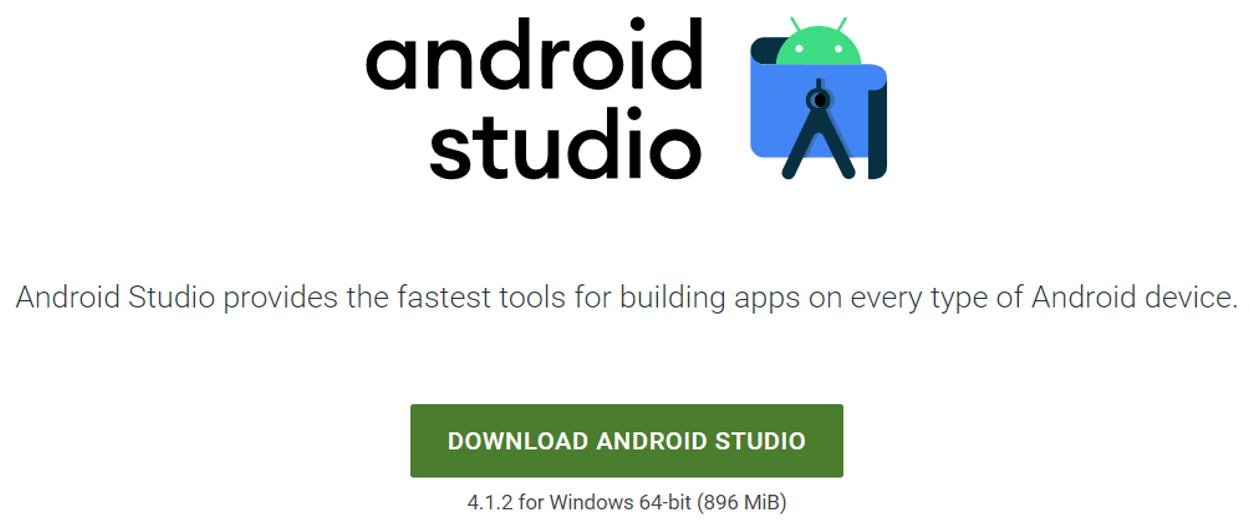 android
studio
Android Studio provides the fastest tools for building apps on every type of Android device.
DOWNLOAD ANDROID STUDIO
4.1.2 for Windows 64-bit (896 MiB)